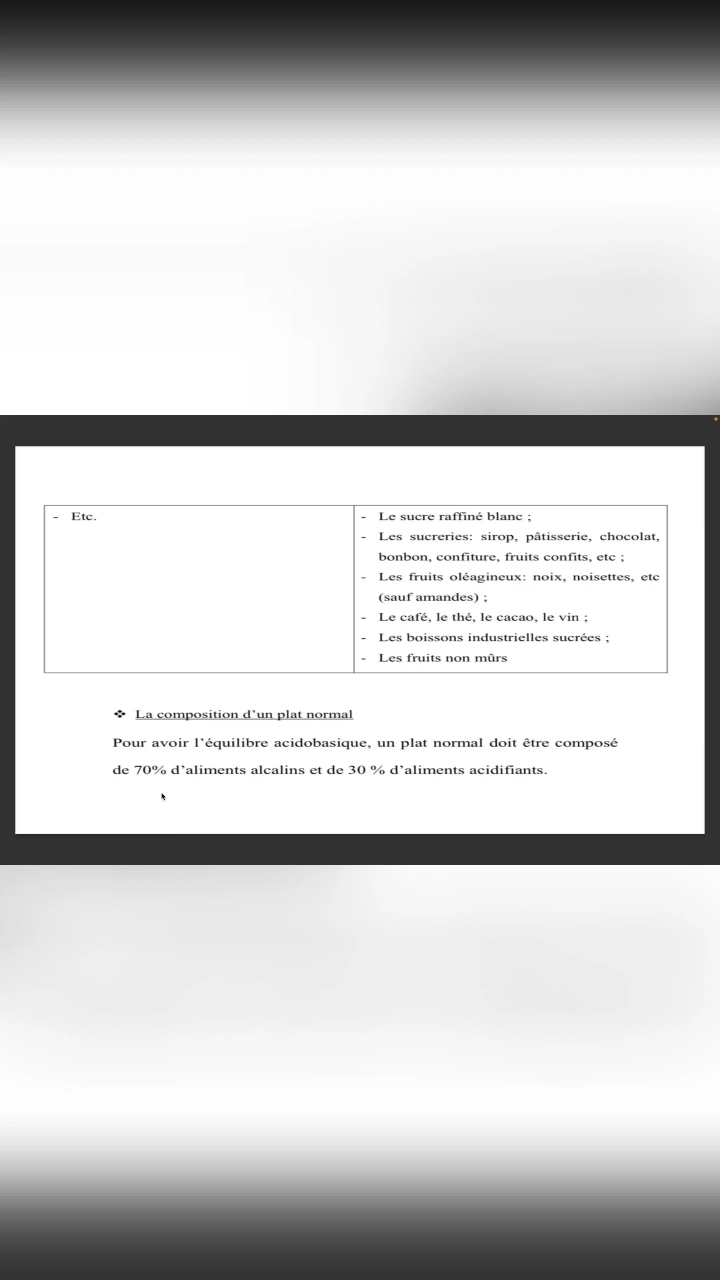 - Etc.
- Le sucre raffiné blanc ;
- Les sucreries: sirop, pâtisserie, chocolat,
bonbon, confiture, fruits confits, etc ;
- Les fruits oléagineux: noix, noisettes, etc
(sauf amandes) ;
- Le café, le thé, le cacao, le vin ;
- Les boissons industrielles sucrées ;
- Les fruits non mûrs
❖ La composition d’un plat normal
Pour avoir l’équilibre acidobasique, un plat normal doit être composé
de 70% d’aliments alcalins et de 30 % d’aliments acidifiants.